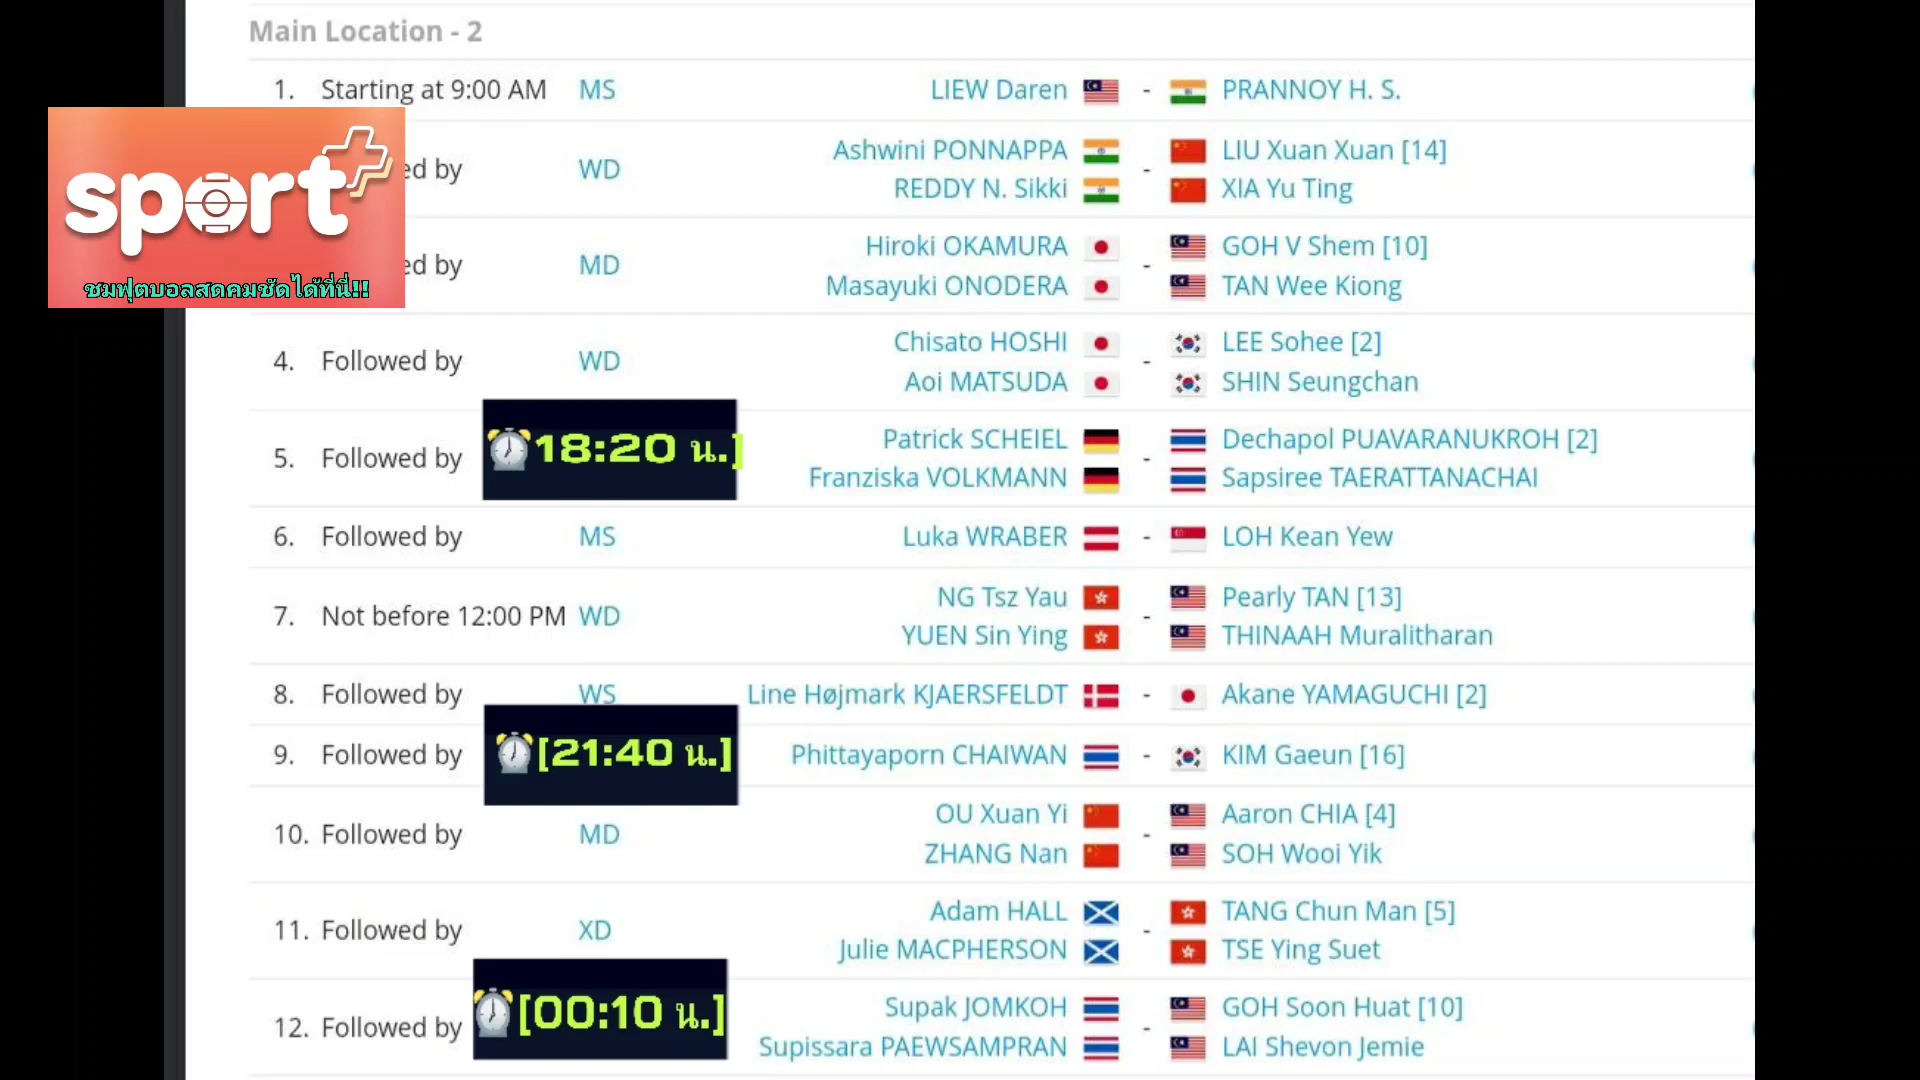 Main Location - 2
1. Starting at 9:00 AM MS LIEW Daren - PRANNOY H. S.
sport+
ชมฟุตบอลสดคมชัดได้ที่นี่!!
ed by WD Ashwini PONNAPPA - LIU Xuan Xuan [14]
REDDY N. Sikki XIA Yu Ting
ed by MD Hiroki OKAMURA - GOH V Shem [10]
Masayuki ONODERA TAN Wee Kiong
4. Followed by WD Chisato HOSHI - LEE Sohee [2]
Aoi MATSUDA SHIN Seungchan
5. Followed by 18:20 น.] Patrick SCHEIEL - Dechapol PUAVARANUKROH [2]
Franziska VOLKMANN Sapsiree TAERATTANACHAI
6. Followed by MS Luka WRABER - LOH Kean Yew
7. Not before 12:00 PM WD NG Tsz Yau - Pearly TAN [13]
YUEN Sin Ying THINAAH Muralitharan
8. Followed by WS Line Højmark KJAERSFELDT - Akane YAMAGUCHI [2]
9. Followed by [21:40 น.] Phittayaporn CHAIWAN - KIM Gaeun [16]
10. Followed by MD OU Xuan Yi - Aaron CHIA [4]
ZHANG Nan SOH Wooi Yik
11. Followed by XD Adam HALL - TANG Chun Man [5]
Julie MACPHERSON TSE Ying Suet
12. Followed by [00:10 น.] Supak JOMKOH - GOH Soon Huat [10]
Supissara PAEWSAMPRAN LAI Shevon Jemie